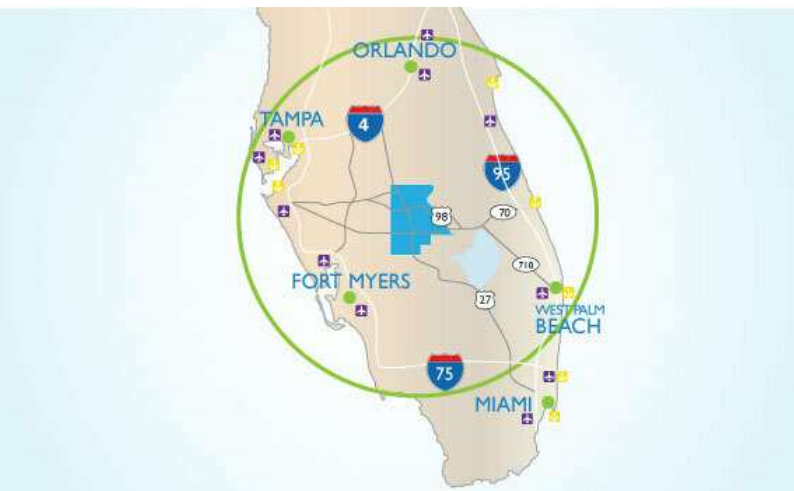 ORLANDO
TAMPA
4
95
98
70
710
FORT MYERS
27
WEST PALM
BEACH
75
MIAMI